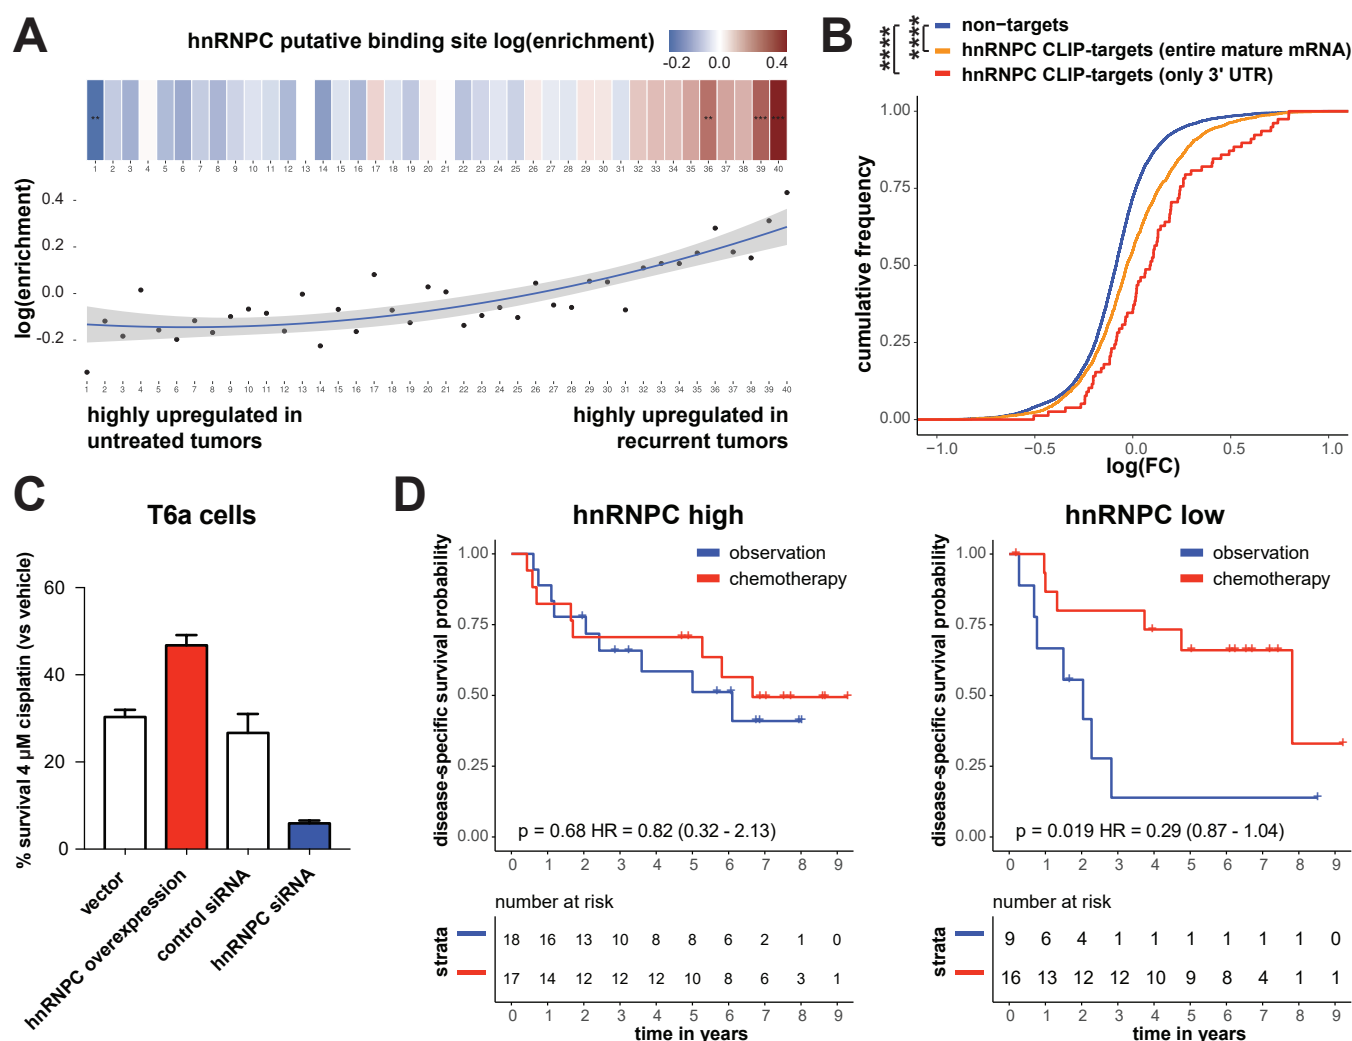 A
hnRNPC putative binding site log(enrichment)
-0.2 0.0 0.4
** ** *** ***
1 2 3 4 5 6 7 8 9 10 11 12 13 14 15 16 17 18 19 20 21 22 23 24 25 26 27 28 29 30 31 32 33 34 35 36 37 38 39 40
log(enrichment)
0.4
0.2
0.0
-0.2
1 2 3 4 5 6 7 8 9 10 11 12 13 14 15 16 17 18 19 20 21 22 23 24 25 26 27 28 29 30 31 32 33 34 35 36 37 38 39 40
highly upregulated in
untreated tumors
highly upregulated in
recurrent tumors
B
**** ****
non−targets
hnRNPC CLIP-targets (entire mature mRNA)
hnRNPC CLIP-targets (only 3' UTR)
cumulative frequency
1.00
0.75
0.50
0.25
0.00
−1.0 −0.5 0.0 0.5 1.0
log(FC)
C
T6a cells
% survival 4 µM cisplatin (vs vehicle)
60
40
20
0
vector
hnRNPC overexpression
control siRNA
hnRNPC siRNA
D
hnRNPC high
disease-specific survival probability
1.00
0.75
0.50
0.25
0.00
observation
chemotherapy
p = 0.68 HR = 0.82 (0.32 - 2.13)
0 1 2 3 4 5 6 7 8 9
number at risk
strata
18 16 13 10 8 8 6 2 1 0
17 14 12 12 12 10 8 6 3 1
0 1 2 3 4 5 6 7 8 9
time in years
hnRNPC low
disease-specific survival probability
1.00
0.75
0.50
0.25
0.00
observation
chemotherapy
p = 0.019 HR = 0.29 (0.87 - 1.04)
0 1 2 3 4 5 6 7 8 9
number at risk
strata
9 6 4 1 1 1 1 1 1 0
16 13 12 12 10 9 8 4 1 1
0 1 2 3 4 5 6 7 8 9
time in years